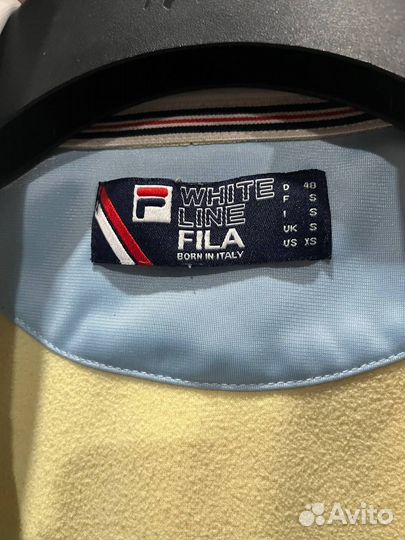 F
WHITE
LINE
FILA
BORN IN ITALY
D 48
F S
I S
UK S
US XS
Avito